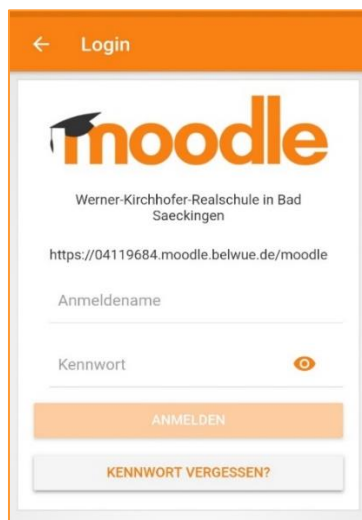 Login
moodle
Werner-Kirchhofer-Realschule in Bad
Saeckingen
https://04119684.moodle.belwue.de/moodle
Anmeldename
Kennwort
ANMELDEN
KENNWORT VERGESSEN?